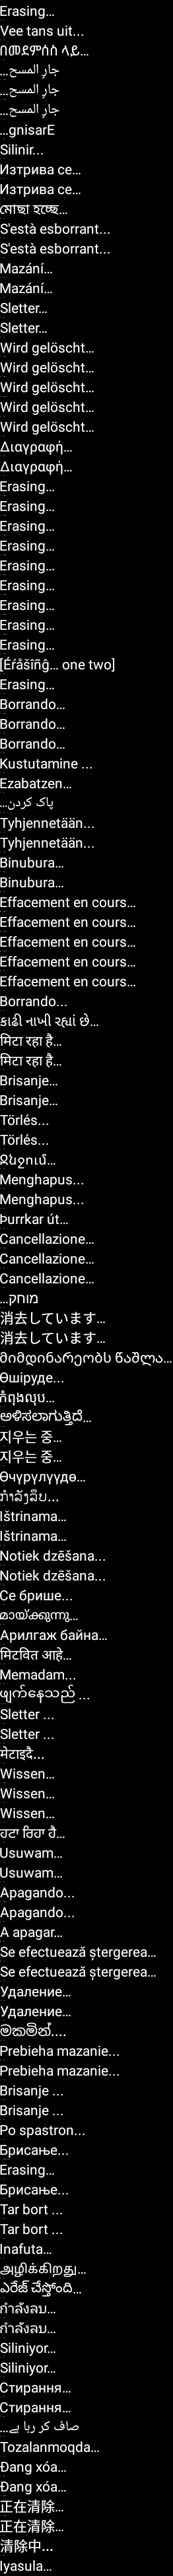 Erasing…
Vee tans uit…
በመደምሰስ ላይ…
جارٍ المسح…
جارٍ المسح…
جارٍ المسح…
…gnisarE
Silinir…
Изтрива се…
Изтрива се…
মোছা হচ্ছে…
S'està esborrant…
S'està esborrant…
Mazání…
Mazání…
Sletter…
Sletter…
Wird gelöscht…
Wird gelöscht…
Wird gelöscht…
Wird gelöscht…
Wird gelöscht…
Διαγραφή…
Διαγραφή…
Erasing…
Erasing…
Erasing…
Erasing…
Erasing…
Erasing…
Erasing…
Erasing…
Erasing…
[Éŕåšîñĝ… one two]
Erasing…
Borrando…
Borrando…
Borrando…
Kustutamine …
Ezabatzen…
پاک کردن…
Tyhjennetään…
Tyhjennetään…
Binubura…
Binubura…
Effacement en cours…
Effacement en cours…
Effacement en cours…
Effacement en cours…
Effacement en cours…
Borrando…
કાઢી નાખી રહ્યાં છે…
मिटा रहा है…
मिटा रहा है…
Brisanje…
Brisanje…
Törlés…
Törlés…
Ջնջում…
Menghapus…
Menghapus…
Þurrkar út…
Cancellazione…
Cancellazione…
Cancellazione…
מוחק…
消去しています…
消去しています…
მიმდინარეობს წაშლა…
Өшіруде…
កំពុងលុប…
ಅಳಿಸಲಾಗುತ್ತಿದೆ…
지우는 중…
지우는 중…
Өчүрүлүүдө…
ກຳລັງລຶບ…
Ištrinama…
Ištrinama…
Notiek dzēšana…
Notiek dzēšana…
Се брише…
മായ്ക്കുന്നു…
Арилгаж байна…
मिटवित आहे…
Memadam…
ဖျက်နေသည် …
Sletter …
Sletter …
मेटाइदै…
Wissen…
Wissen…
Wissen…
ਹਟਾ ਰਿਹਾ ਹੈ…
Usuwam…
Usuwam…
Apagando…
Apagando…
A apagar…
Se efectuează ștergerea…
Se efectuează ștergerea…
Удаление…
Удаление…
මකමින්....
Prebieha mazanie…
Prebieha mazanie…
Brisanje …
Brisanje …
Po spastron…
Брисање…
Erasing…
Брисање…
Tar bort …
Tar bort …
Inafuta…
அழிக்கிறது…
ఎరేజ్ చేస్తోంది…
กำลังลบ…
กำลังลบ…
Siliniyor…
Siliniyor…
Стирання…
Стирання…
صاف کر رہا ہے…
Tozalanmoqda…
Đang xóa…
Đang xóa…
正在清除…
正在清除…
清除中…
Iyasula…